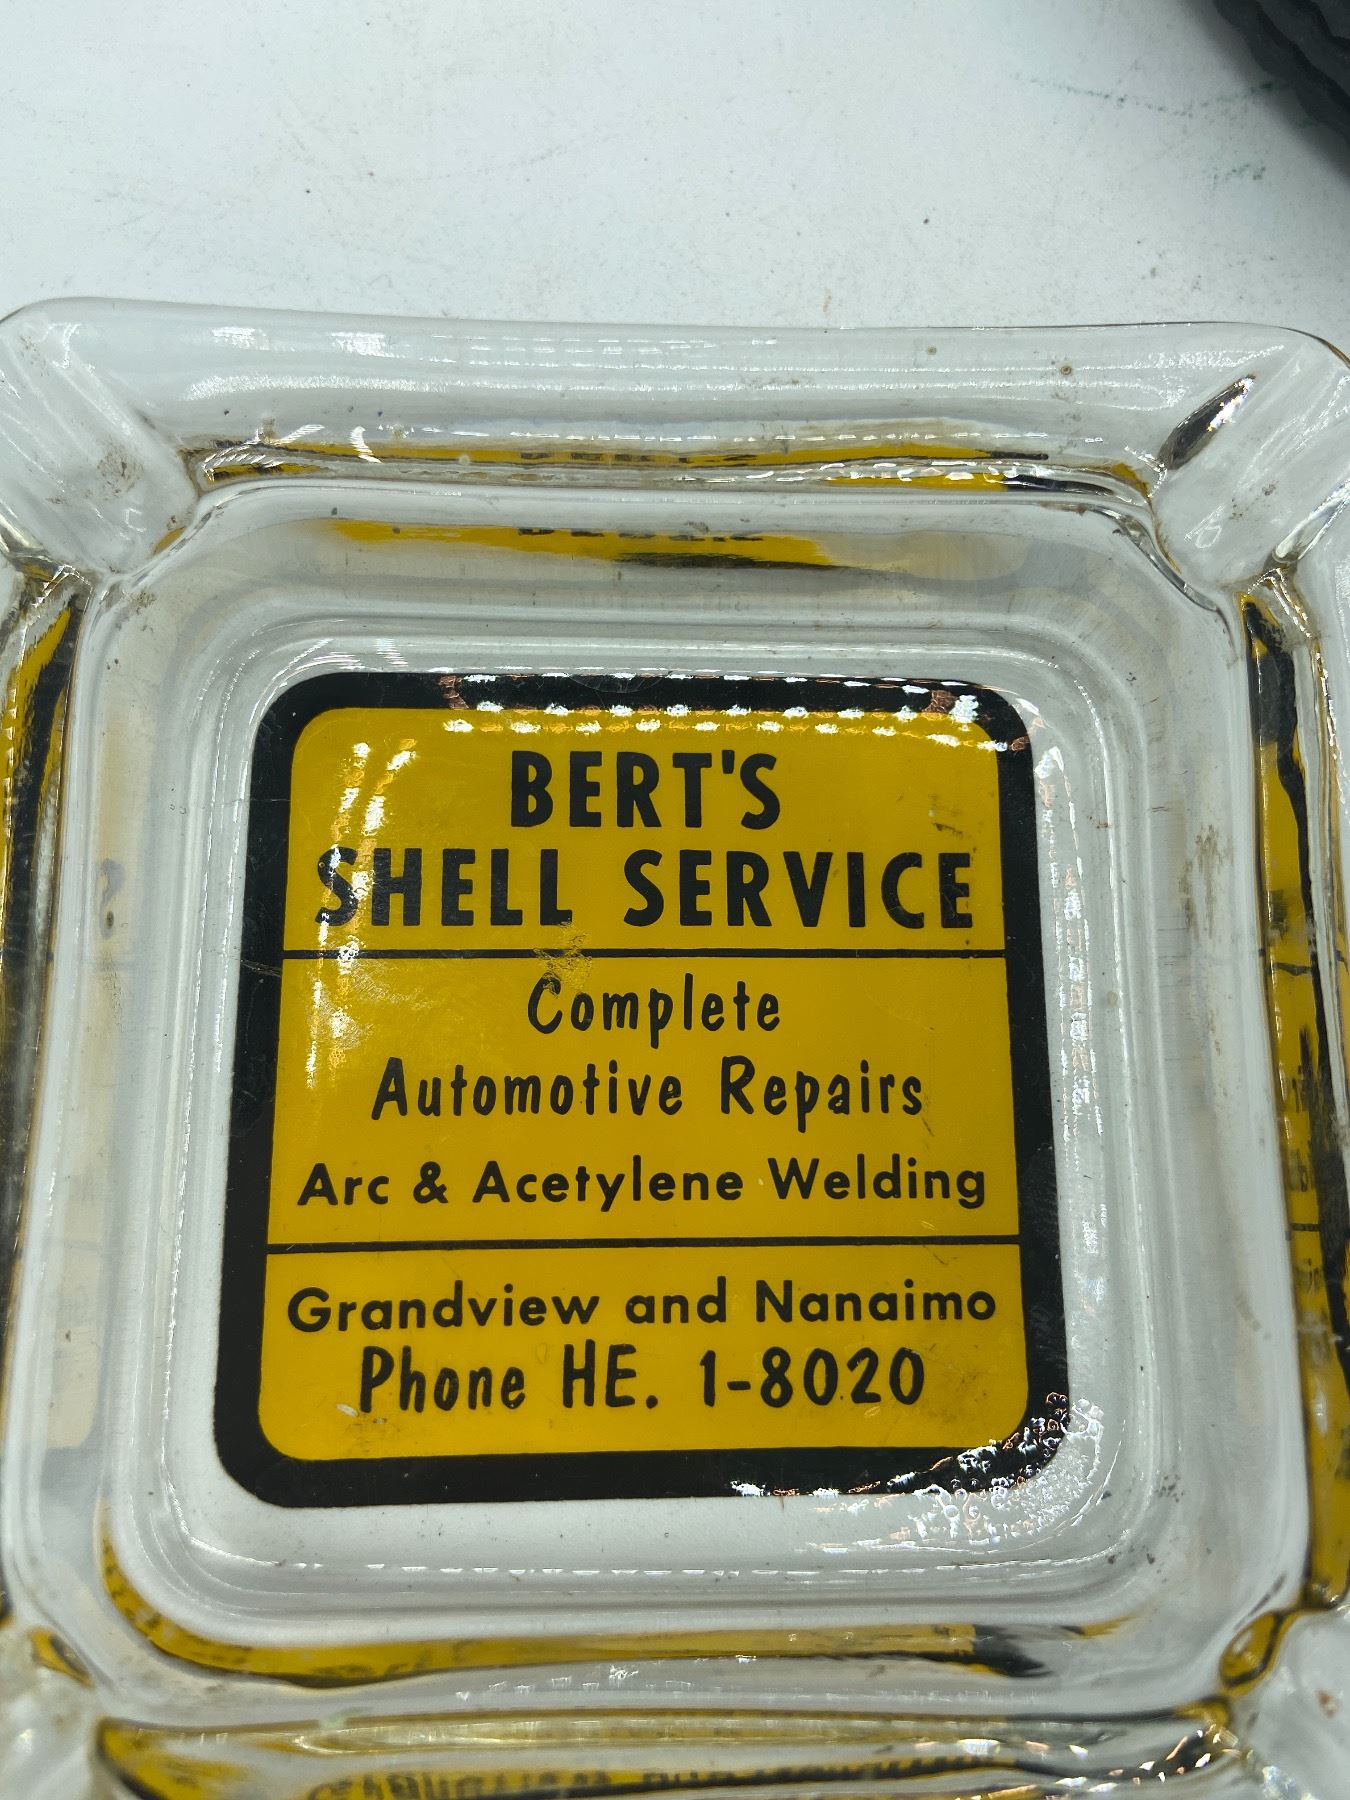 BERT'S
SHELL SERVICE
Complete
Automotive Repairs
Arc & Acetylene Welding
Grandview and Nanaimo
Phone HE. 1-8020